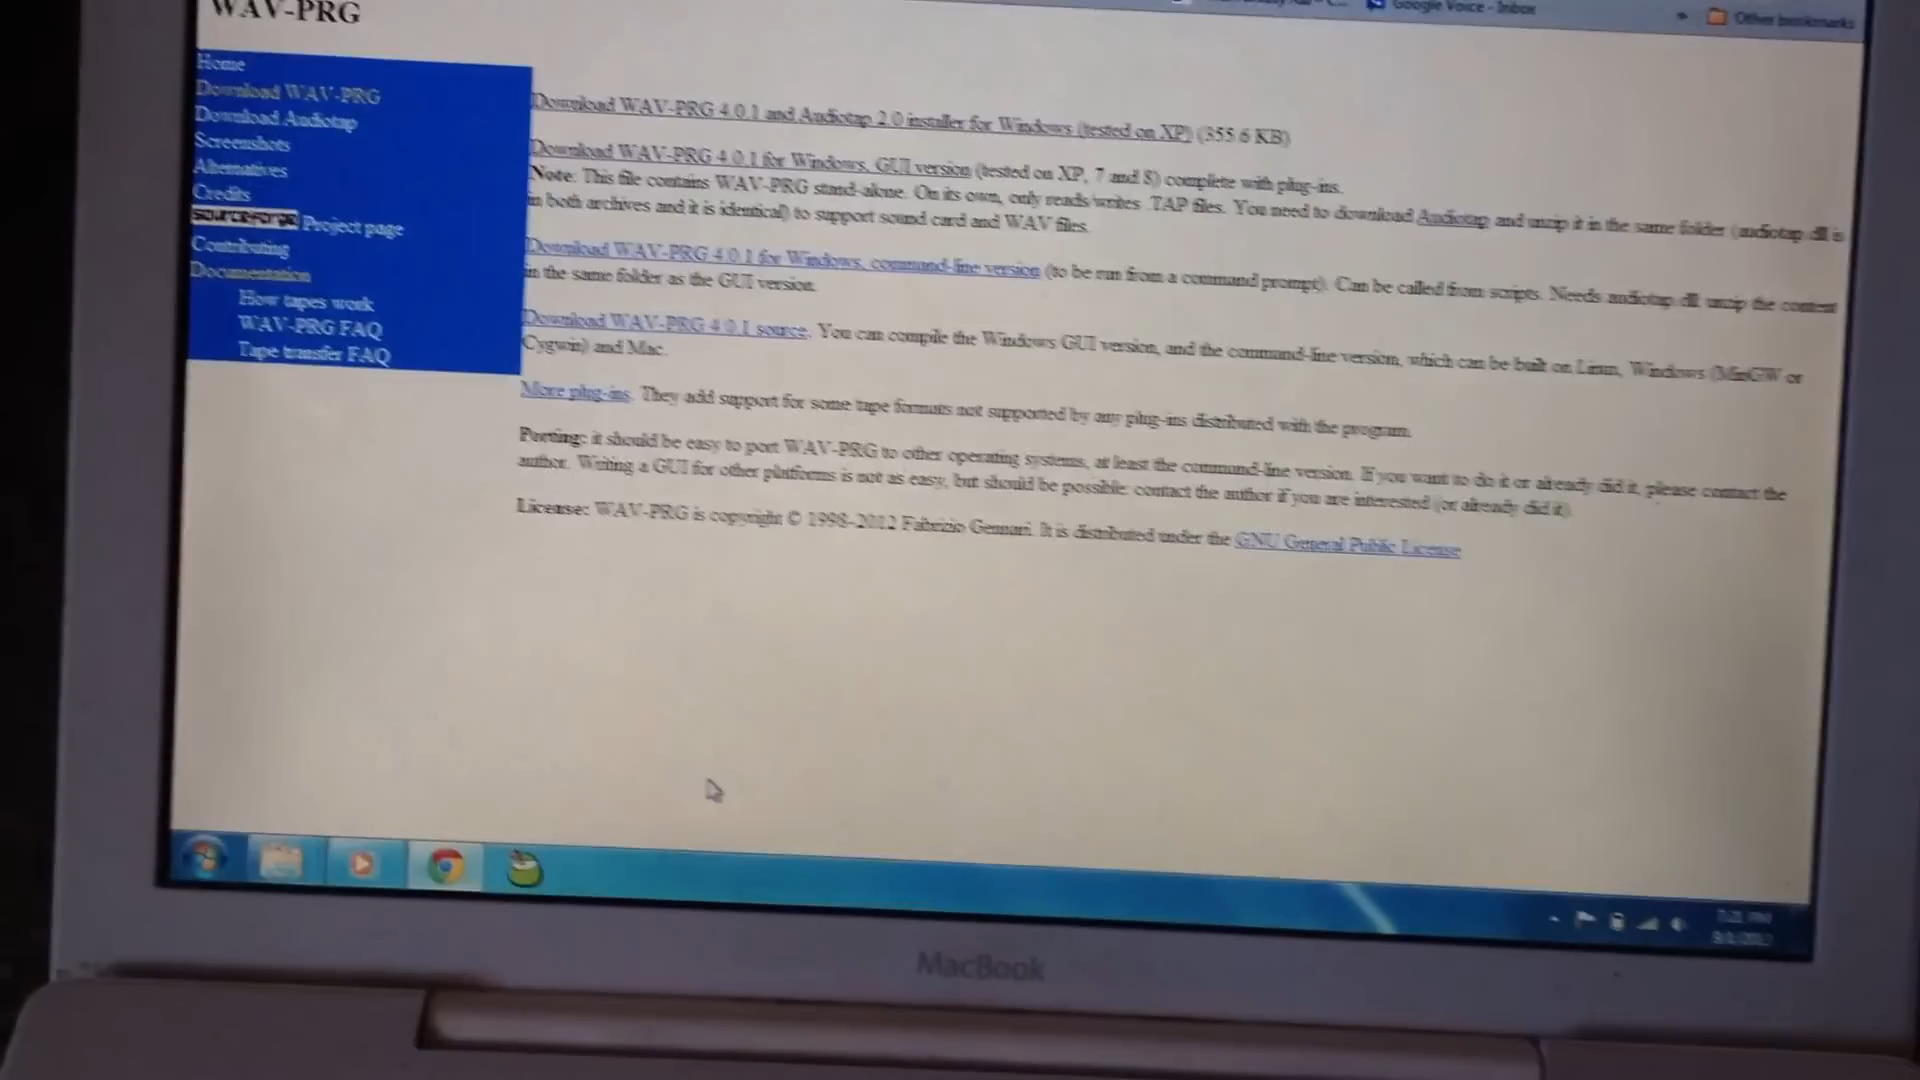 WAV-PRG
Google Voice - Inbox
Other bookmarks
Home
Download WAV-PRG
Download Audiotap
Screenshots
Alternatives
Credits
sourceforge Project page
Contributing
Documentation
How tapes work
WAV-PRG FAQ
Tape transfer FAQ
Download WAV-PRG 4.0.1 and Audiotap 2.0 installer for Windows (tested on XP) (355.6 KB)
Download WAV-PRG 4.0.1 for Windows, GUI version (tested on XP, 7 and 8) complete with plug-ins.
Note: This file contains WAV-PRG stand-alone. On its own, only reads/writes .TAP files. You need to download Audiotap and unzip it in the same folder (audiotap.dll is
in both archives and it is identical) to support sound card and WAV files.
Download WAV-PRG 4.0.1 for Windows, command-line version (to be run from a command prompt). Can be called from scripts. Needs audiotap.dll: unzip the content
in the same folder as the GUI version.
Download WAV-PRG 4.0.1 source. You can compile the Windows GUI version, and the command-line version, which can be built on Linux, Windows (MinGW or
Cygwin) and Mac.
More plug-ins. They add support for some tape formats not supported by any plug-ins distributed with the program.
Porting: it should be easy to port WAV-PRG to other operating systems, at least the command-line version. If you want to do it or already did it, please contact the
author. Writing a GUI for other platforms is not as easy, but should be possible: contact the author if you are interested (or already did it).
License: WAV-PRG is copyright © 1998-2012 Fabrizio Gennari. It is distributed under the GNU General Public License
7:21 PM
MacBook